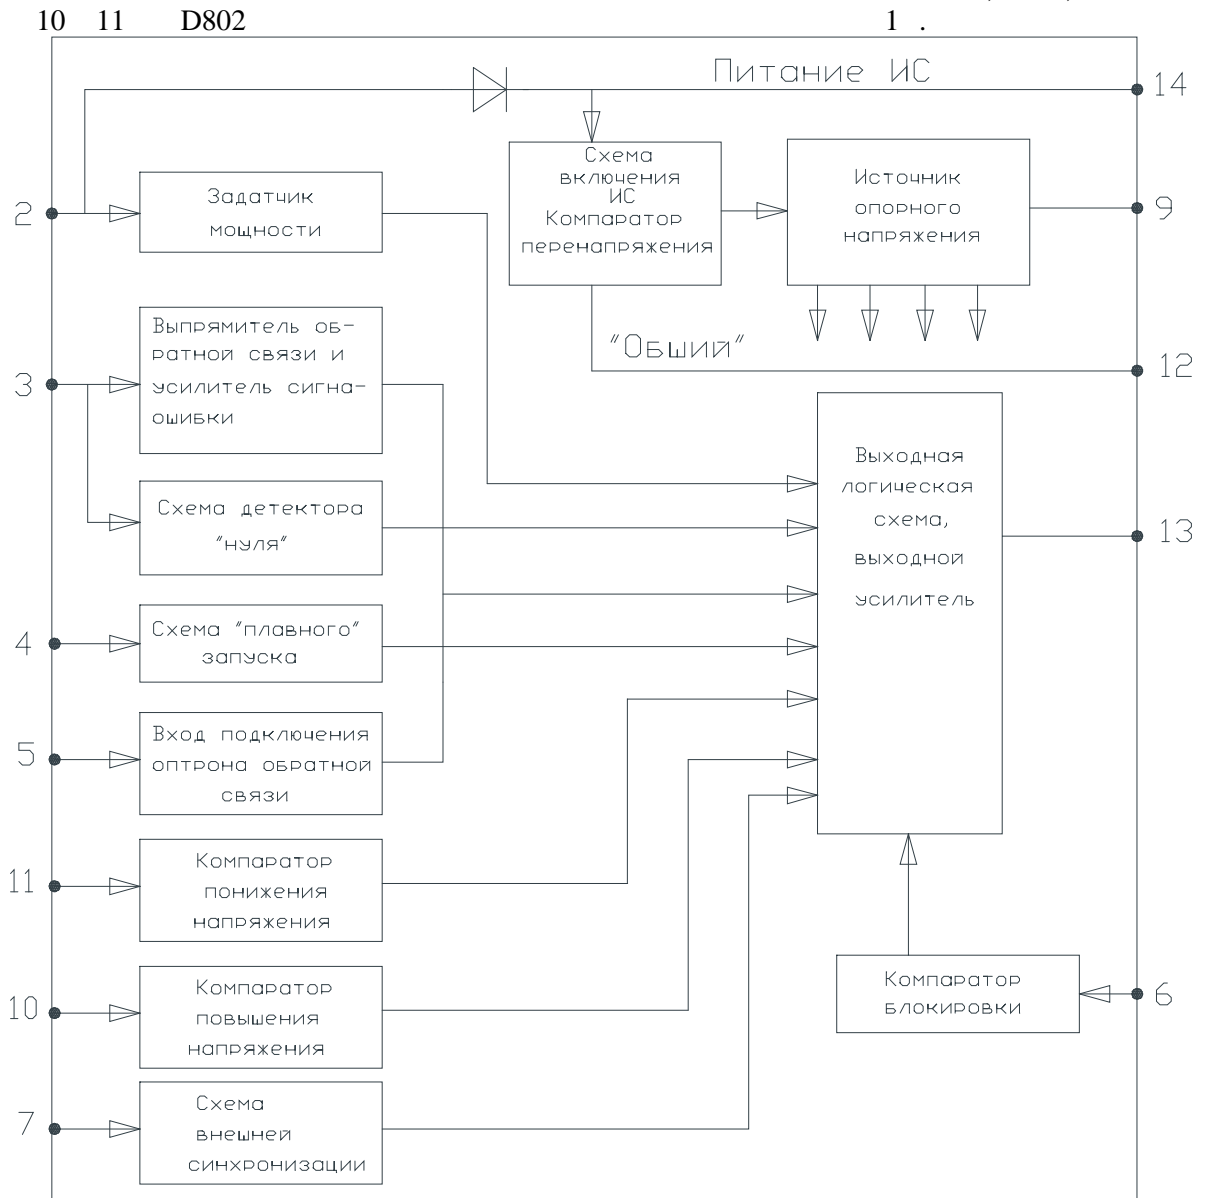 10 11 D802 1 .
Питание ИС
14
Схема
включения
ИС
Компаратор
перенапряжения
Источник
опорного
напряжения
9
2
Задатчик
мощности
"Обший"
12
3
Выпрямитель об-
ратной связи и
усилитель сигна-
ошибки
Выходная
логическая
схема,
выходной
усилитель
13
Схема детектора
"нуля"
4
Схема "плавного"
запуска
5
Вход подключения
оптрона обратной
связи
11
Компаратор
понижения
напряжения
10
Компаратор
повышения
напряжения
Компаратор
блокировки
6
7
Схема
внешней
синхронизации